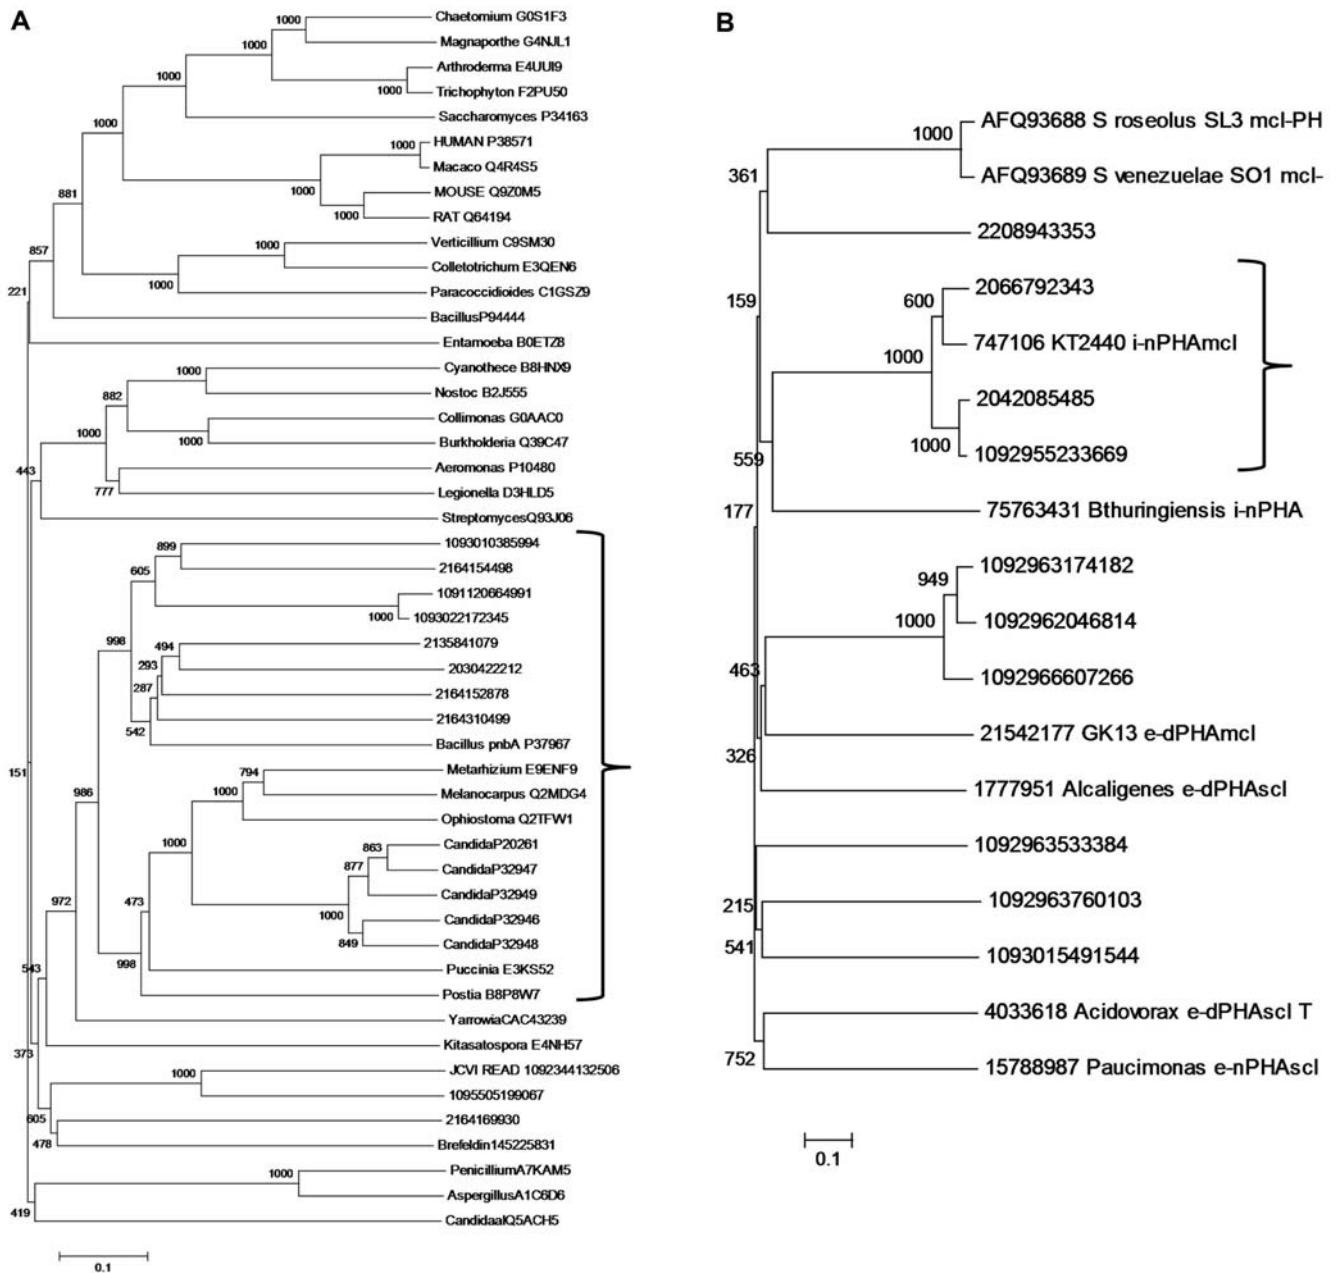 A
1000
Chaetomium G0S1F3
1000
Magnaporthe G4NJL1
1000
Arthroderma E4UUI9
1000
Trichophyton F2PU50
1000
Saccharomyces P34163
1000
HUMAN P38571
Macaco Q4R4S5
1000
MOUSE Q9Z0M5
1000
RAT Q64194
881
Verticillium C9SM30
1000
857
Colletotrichum E3QEN6
1000
Paracoccidioides C1GSZ9
221
BacillusP94444
Entamoeba B0ETZ8
Cyanothece B8HNX9
1000
Nostoc B2J555
882
Collimonas G0AAC0
1000
Burkholderia Q39C47
1000
Aeromonas P10480
443
Legionella D3HLD5
777
StreptomycesQ93J06
1093010385994
899
2164154498
605
1091120664991
1000
1093022172345
998
2135841079
494
293
2030422212
287
2164152878
542
2164310499
Bacillus pnbA P37967
151
Metarhizium E9ENF9
794
986
1000
Melanocarpus Q2MDG4
Ophiostoma Q2TFW1
1000
CandidaP20261
863
877
CandidaP32947
972
473
CandidaP32949
1000
CandidaP32946
849
CandidaP32948
543
998
Puccinia E3KS52
Postia B8P8W7
YarrowiaCAC43239
373
Kitasatospora E4NH57
JCVI READ 1092344132506
1000
1095505199067
605
2164169930
478
Brefeldin145225831
PenicilliumA7KAM5
1000
AspergillusA1C6D6
419
CandidaalQ5ACH5
0.1
B
AFQ93688 S roseolus SL3 mcl-PH
1000
AFQ93689 S venezuelae SO1 mcl-
361
2208943353
159
2066792343
600
747106 KT2440 i-nPHAmcl
1000
2042085485
1000
1092955233669
559
177
75763431 Bthuringiensis i-nPHA
1092963174182
949
1000
1092962046814
463
1092966607266
21542177 GK13 e-dPHAmcl
326
1777951 Alcaligenes e-dPHAscl
1092963533384
215
1092963760103
541
1093015491544
4033618 Acidovorax e-dPHAscl T
752
15788987 Paucimonas e-nPHAscl
0.1